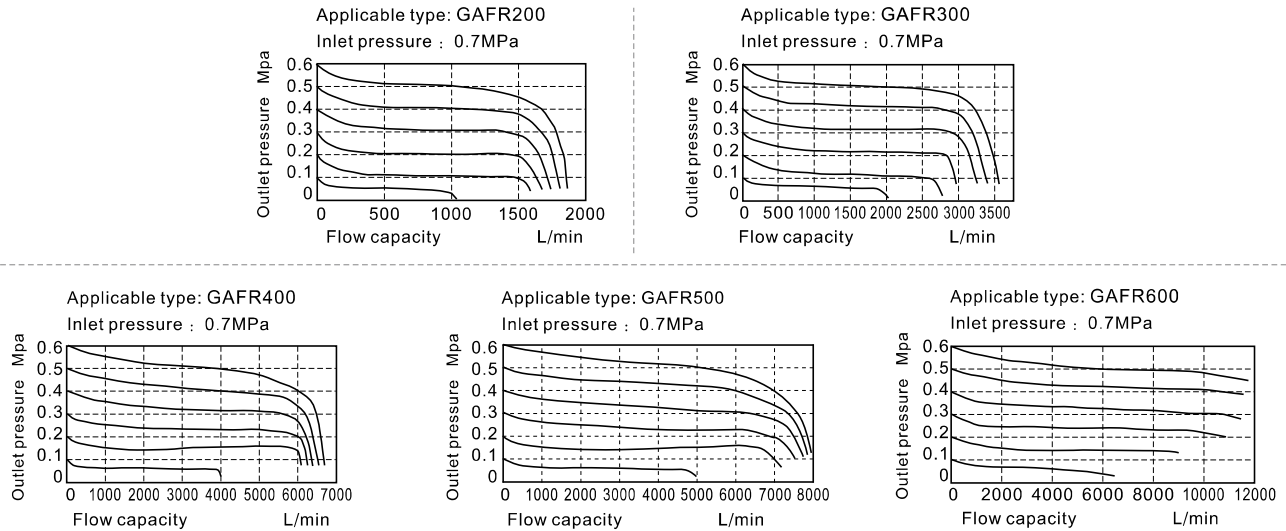 Applicable type: GAFR200
Inlet pressure : 0.7MPa
Outlet pressure Mpa
0.6
0.5
0.4
0.3
0.2
0.1
0
0 500 1000 1500 2000
Flow capacity L/min
Applicable type: GAFR300
Inlet pressure : 0.7MPa
Outlet pressure Mpa
0.6
0.5
0.4
0.3
0.2
0.1
0
0 500 1000 1500 2000 2500 3000 3500
Flow capacity L/min
Applicable type: GAFR400
Inlet pressure : 0.7MPa
Outlet pressure Mpa
0.6
0.5
0.4
0.3
0.2
0.1
0
0 1000 2000 3000 4000 5000 6000 7000
Flow capacity L/min
Applicable type: GAFR500
Inlet pressure : 0.7MPa
Outlet pressure Mpa
0.6
0.5
0.4
0.3
0.2
0.1
0
0 1000 2000 3000 4000 5000 6000 7000 8000
Flow capacity L/min
Applicable type: GAFR600
Inlet pressure : 0.7MPa
Outlet pressure Mpa
0.6
0.5
0.4
0.3
0.2
0.1
0
0 2000 4000 6000 8000 10000 12000
Flow capacity L/min